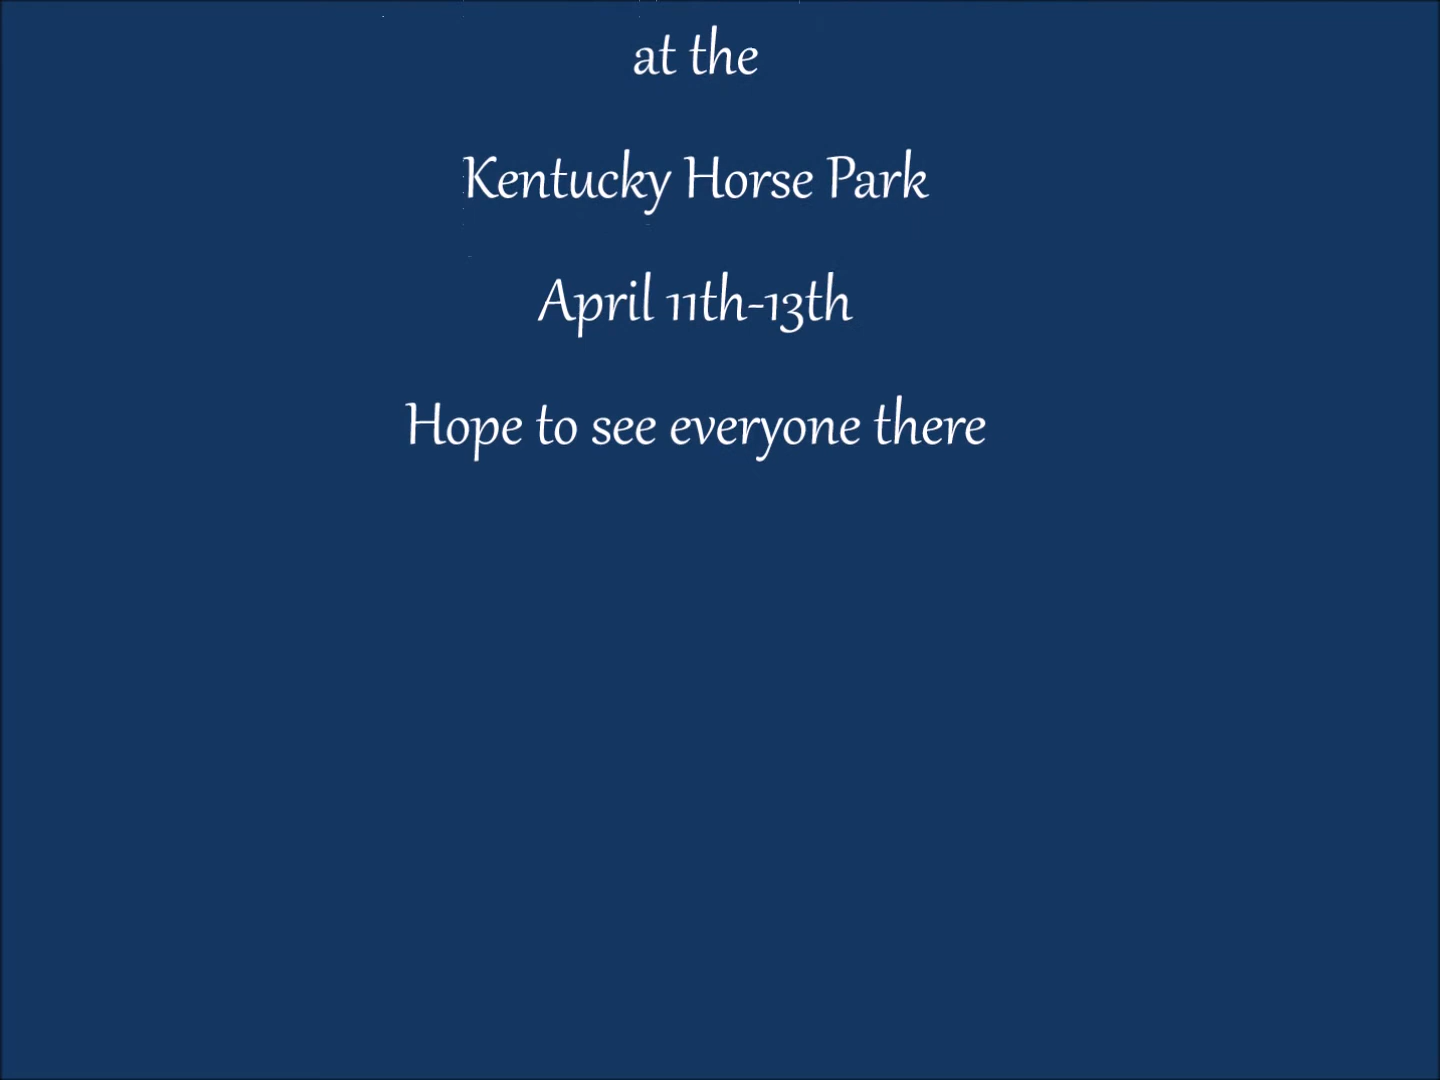 at the
Kentucky Horse Park
April 11th-13th
Hope to see everyone there